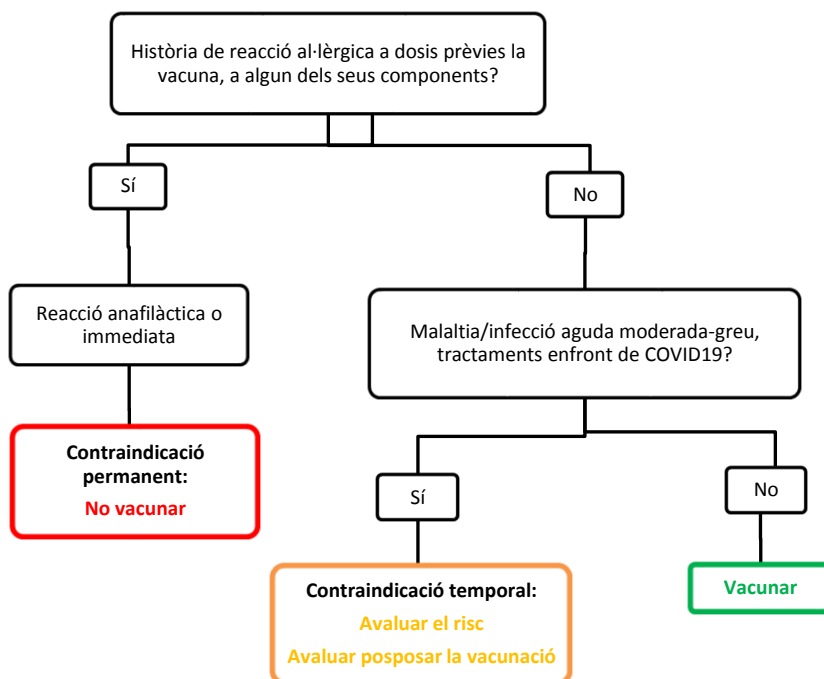 Història de reacció al·lèrgica a dosis prèvies la
vacuna, a algun dels seus components?
Sí
No
Reacció anafilàctica o
immediata
Malaltia/infecció aguda moderada-greu,
tractaments enfront de COVID19?
Contraindicació
permanent:
No vacunar
Sí
No
Contraindicació temporal:
Avaluar el risc
Avaluar posposar la vacunació
Vacunar